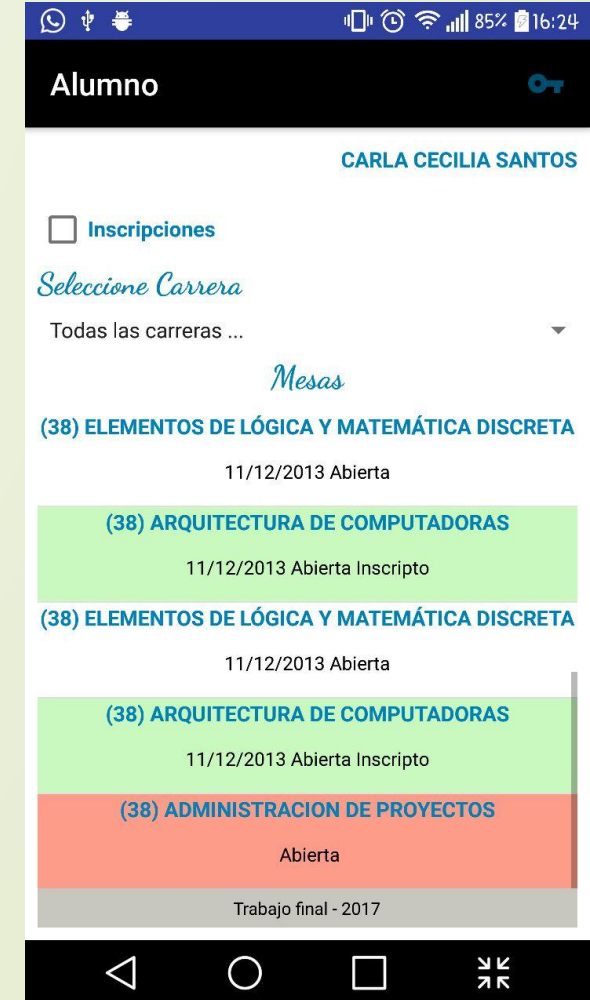 85% 16:24
Alumno
CARLA CECILIA SANTOS
Inscripciones
Seleccione Carrera
Todas las carreras ...
Mesas
(38) ELEMENTOS DE LÓGICA Y MATEMÁTICA DISCRETA
11/12/2013 Abierta
(38) ARQUITECTURA DE COMPUTADORAS
11/12/2013 Abierta Inscripto
(38) ELEMENTOS DE LÓGICA Y MATEMÁTICA DISCRETA
11/12/2013 Abierta
(38) ARQUITECTURA DE COMPUTADORAS
11/12/2013 Abierta Inscripto
(38) ADMINISTRACION DE PROYECTOS
Abierta
Trabajo final - 2017